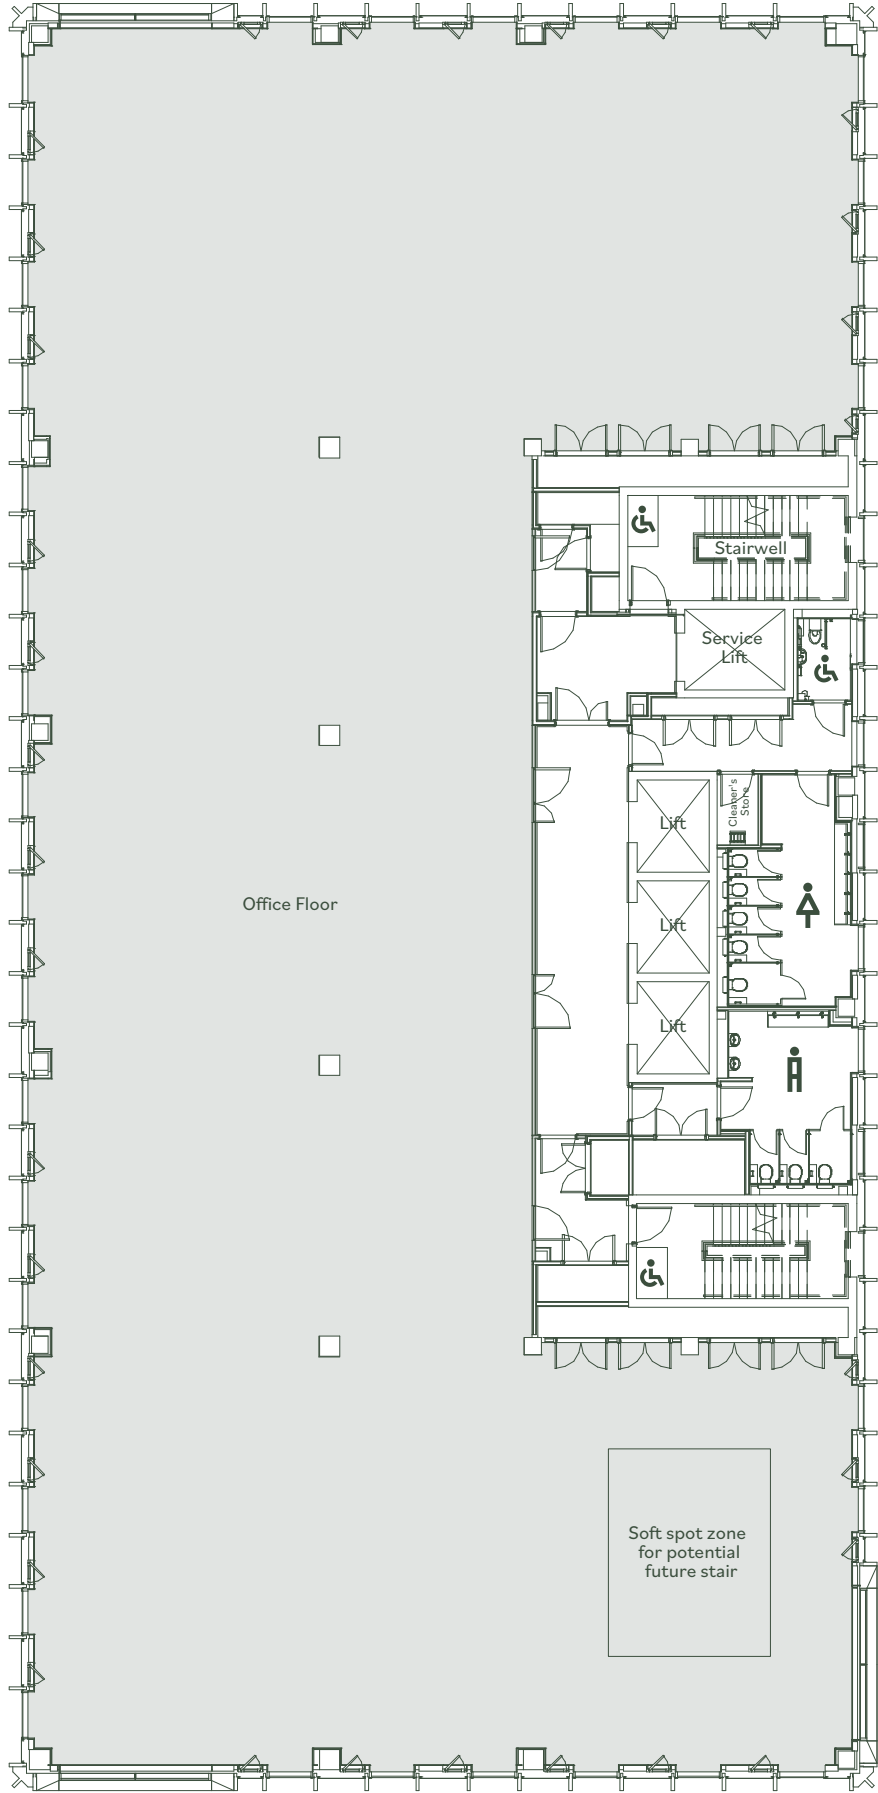 Stairwell
Service
Lift
Cleaner's
Store
Lift
Office Floor
Lift
Lift
Soft spot zone
for potential
future stair